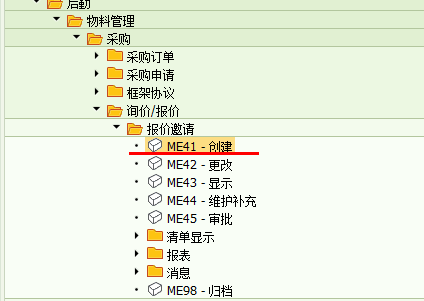 后勤
物料管理
采购
采购订单
采购申请
框架协议
询价/报价
报价邀请
ME41 - 创建
ME42 - 更改
ME43 - 显示
ME44 - 维护补充
ME45 - 审批
清单显示
报表
消息
ME98 - 归档